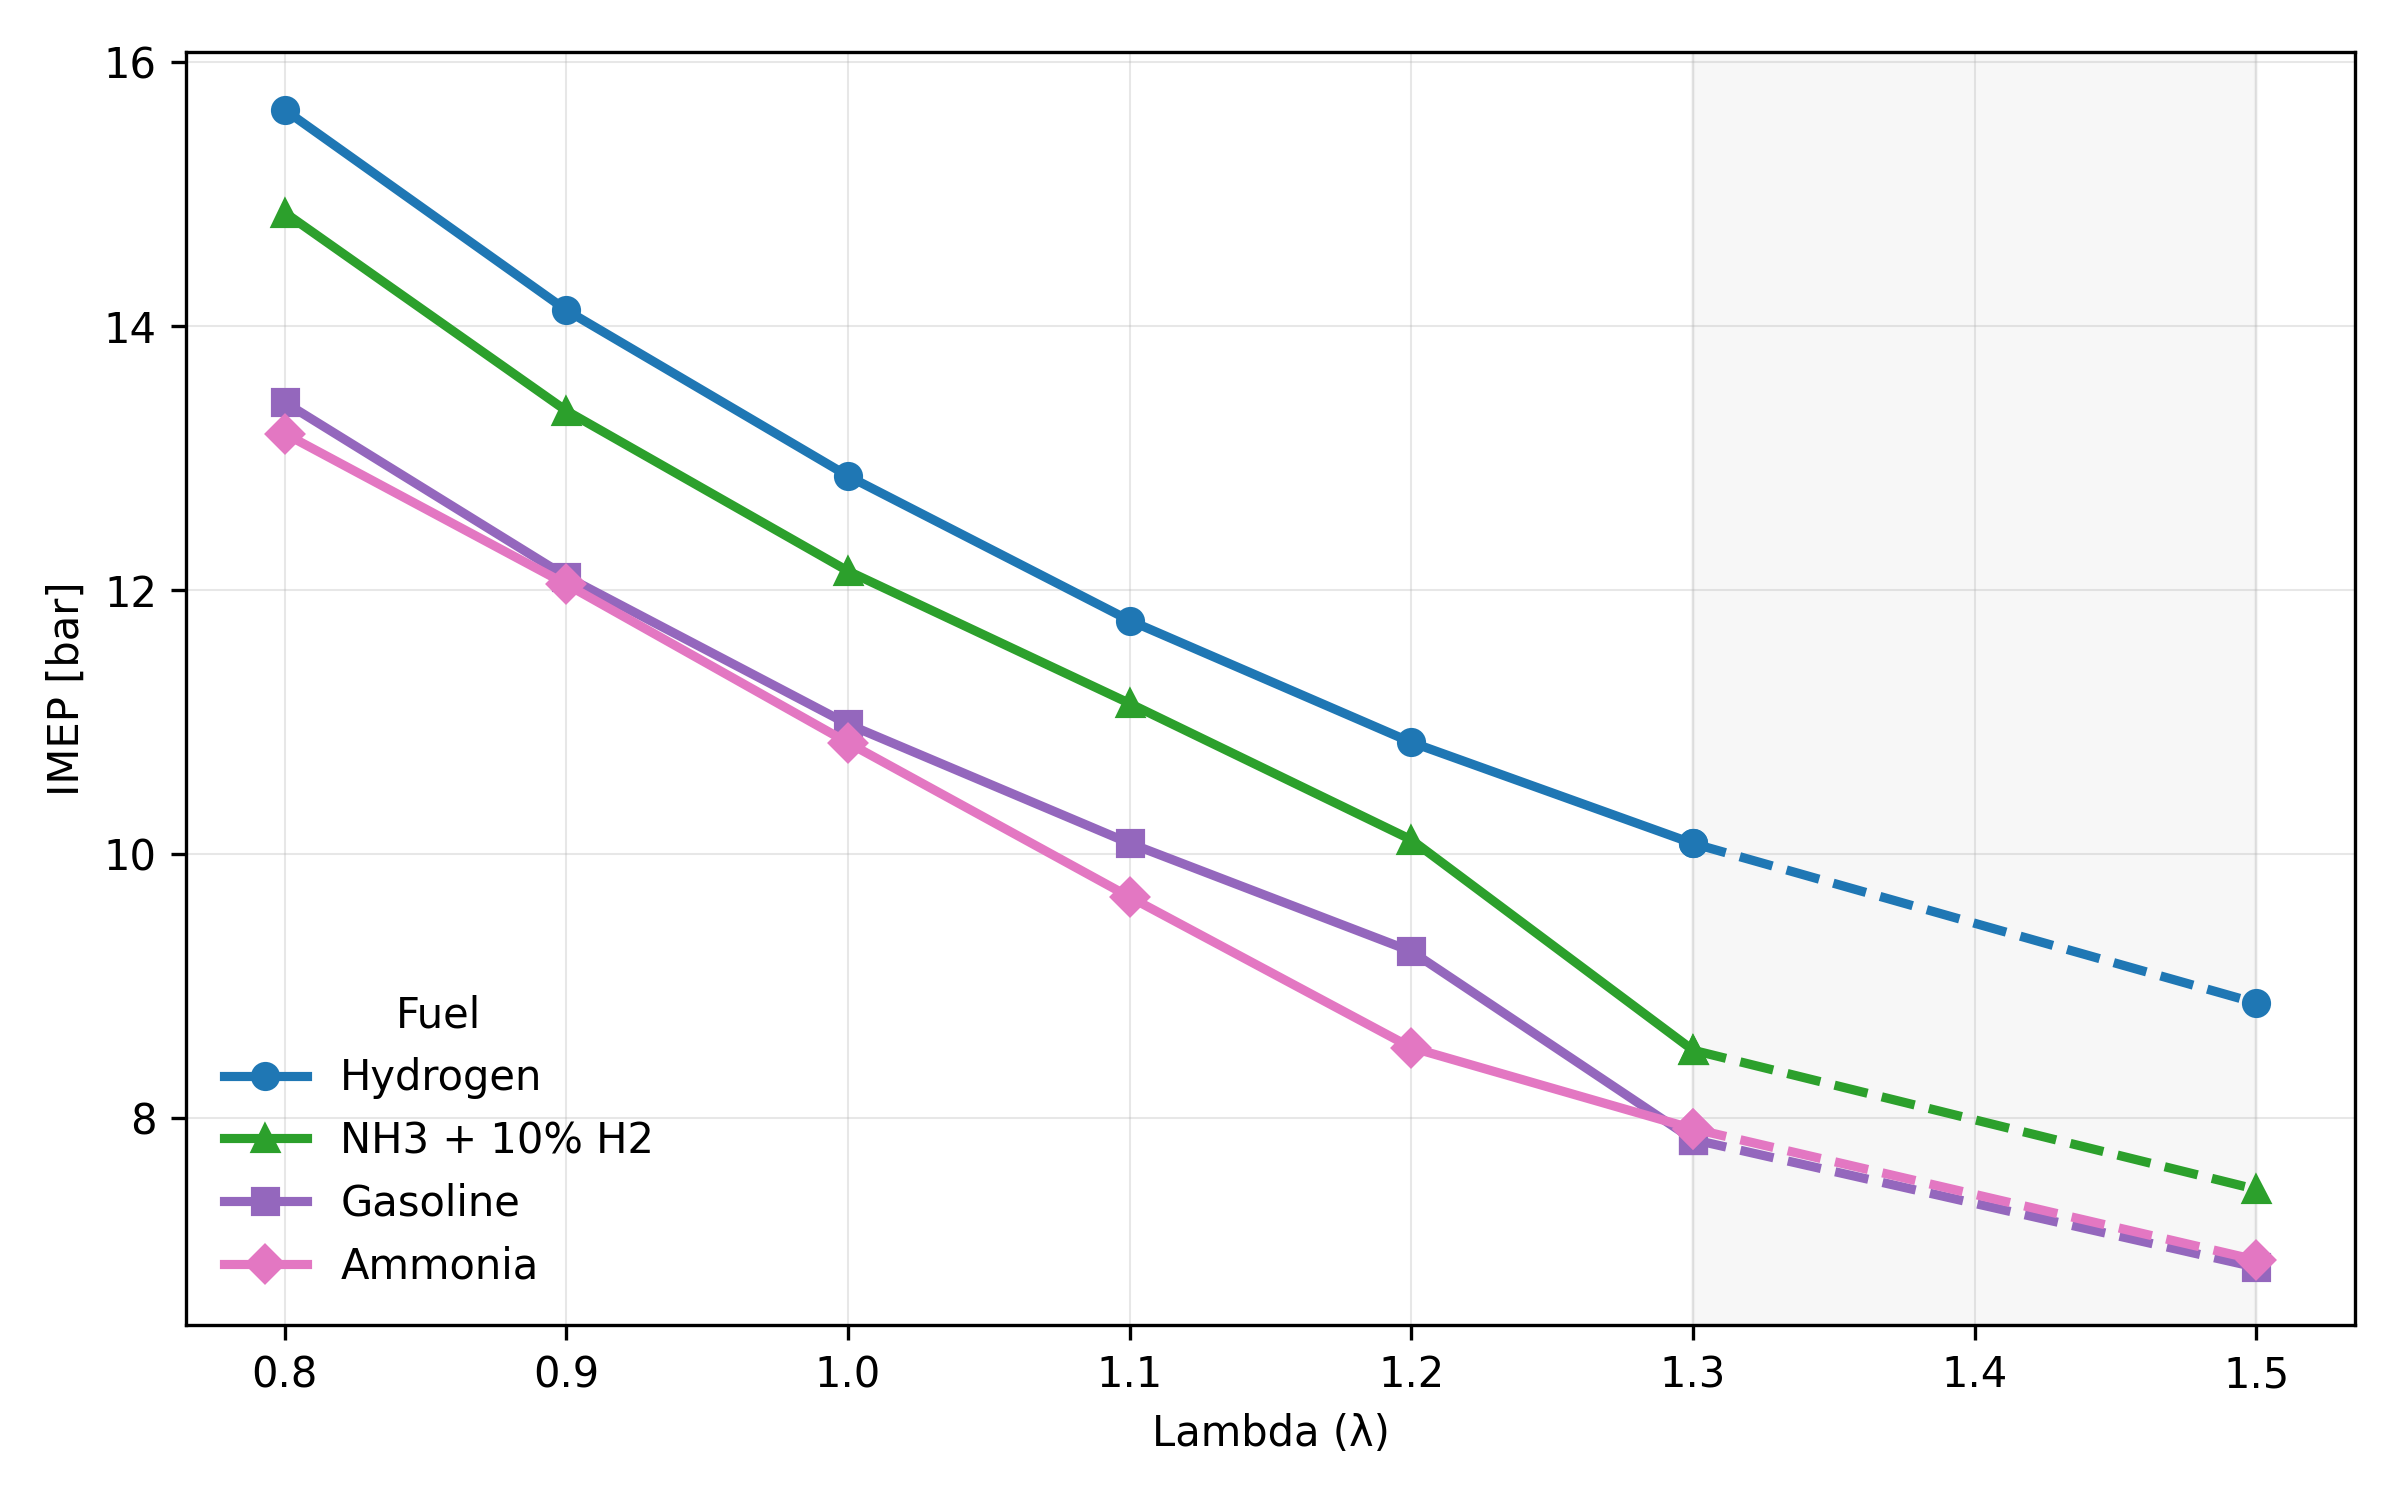 16
14
12
10
8
IMEP [bar]
Fuel
Hydrogen
NH3 + 10% H2
Gasoline
Ammonia
0.8 0.9 1.0 1.1 1.2 1.3 1.4 1.5
Lambda (λ)